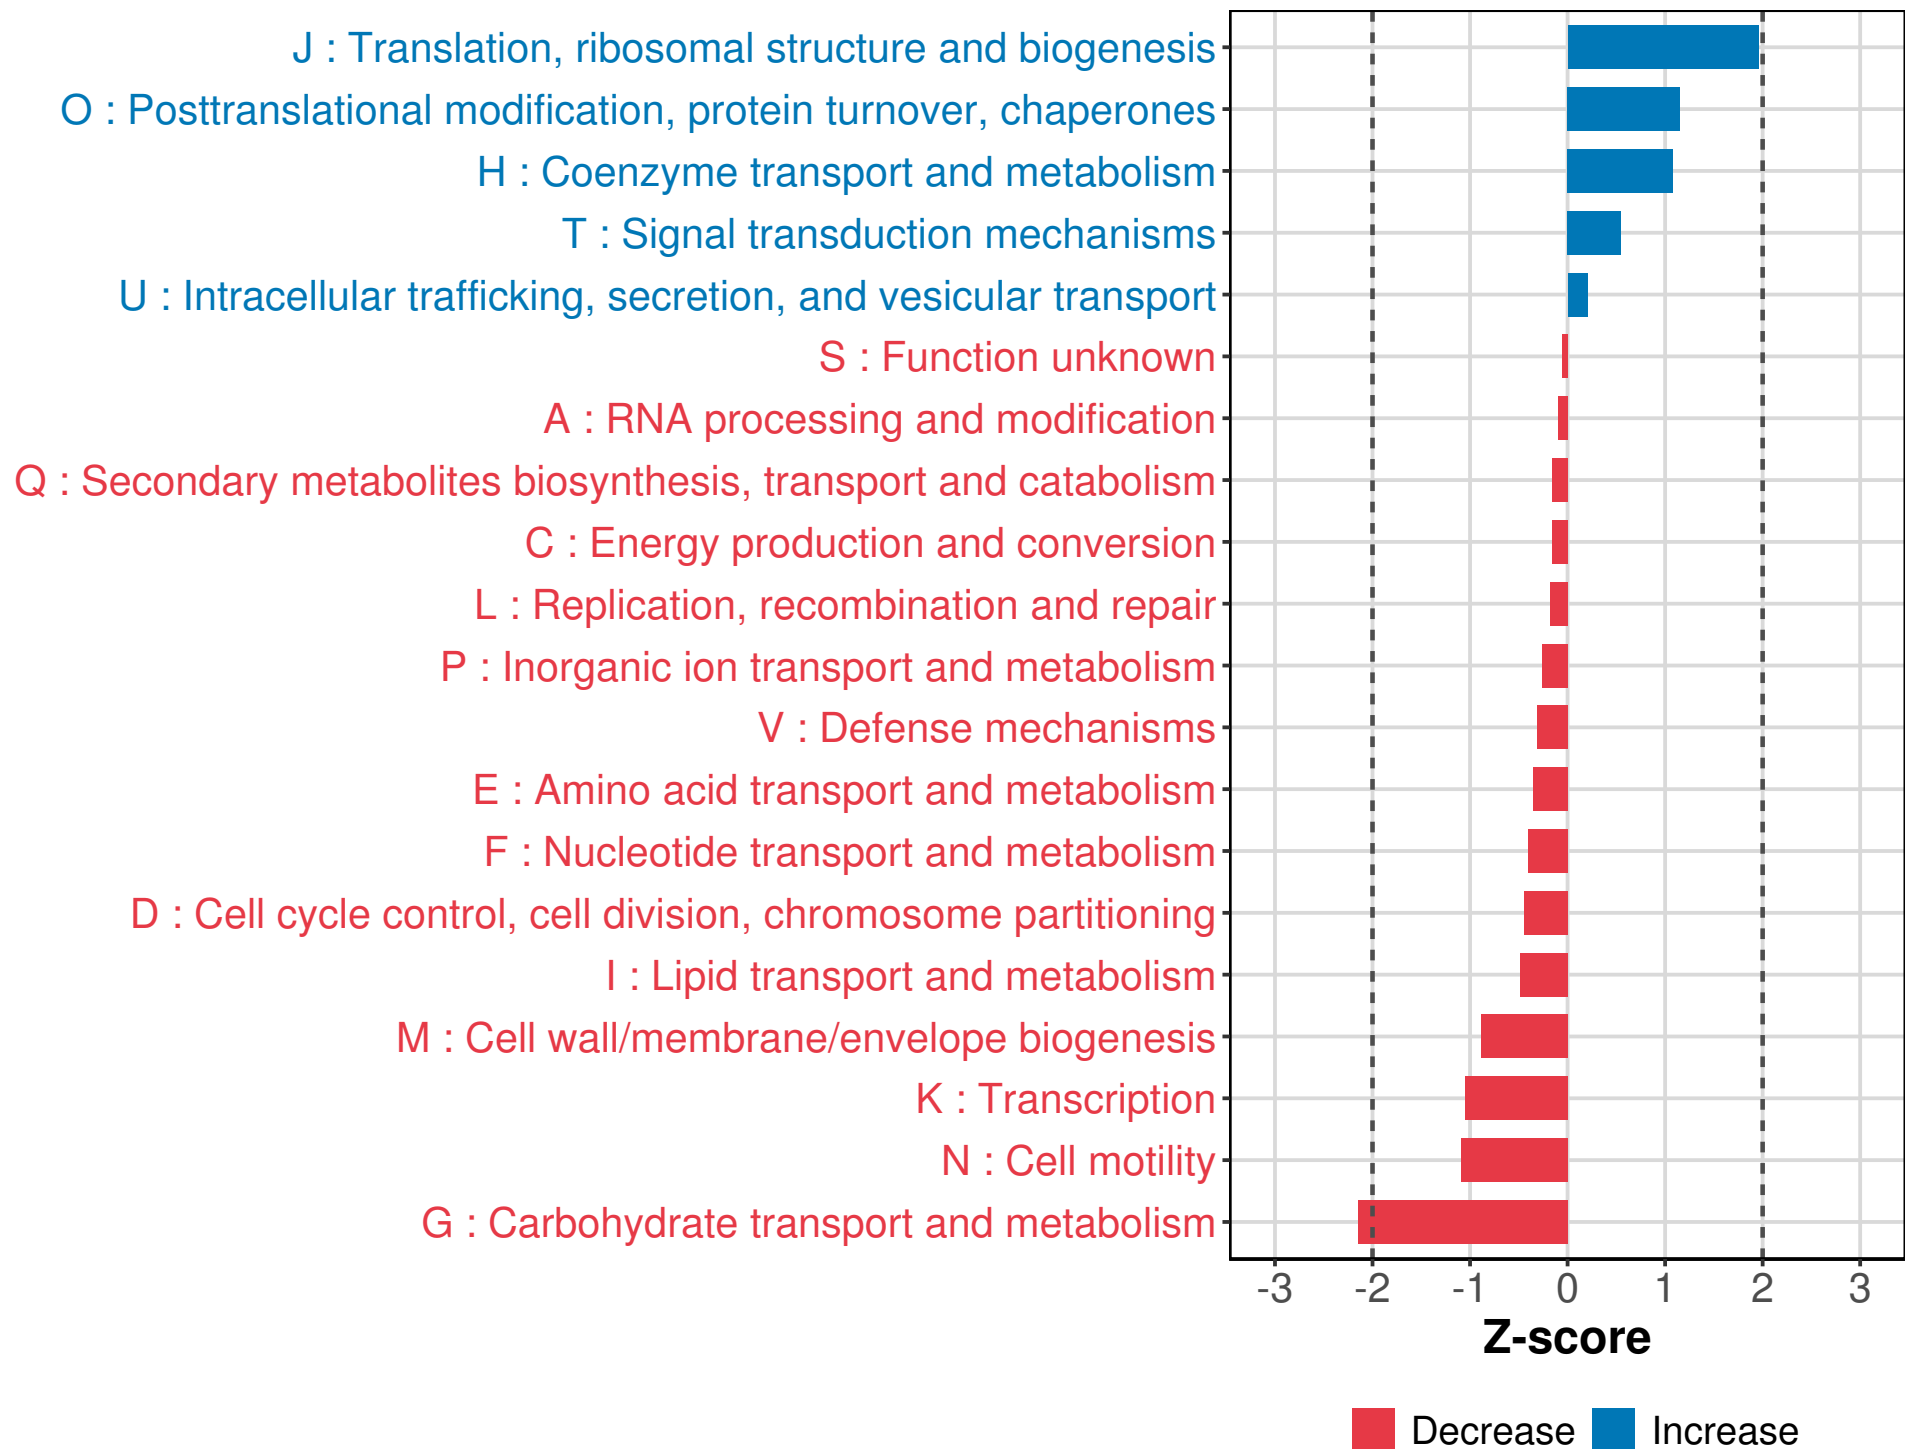 J : Translation, ribosomal structure and biogenesis
O : Posttranslational modification, protein turnover, chaperones
H : Coenzyme transport and metabolism
T : Signal transduction mechanisms
U : Intracellular trafficking, secretion, and vesicular transport
S : Function unknown
A : RNA processing and modification
Q : Secondary metabolites biosynthesis, transport and catabolism
C : Energy production and conversion
L : Replication, recombination and repair
P : Inorganic ion transport and metabolism
V : Defense mechanisms
E : Amino acid transport and metabolism
F : Nucleotide transport and metabolism
D : Cell cycle control, cell division, chromosome partitioning
I : Lipid transport and metabolism
M : Cell wall/membrane/envelope biogenesis
K : Transcription
N : Cell motility
G : Carbohydrate transport and metabolism
-3 -2 -1 0 1 2 3
Z-score
Decrease Increase